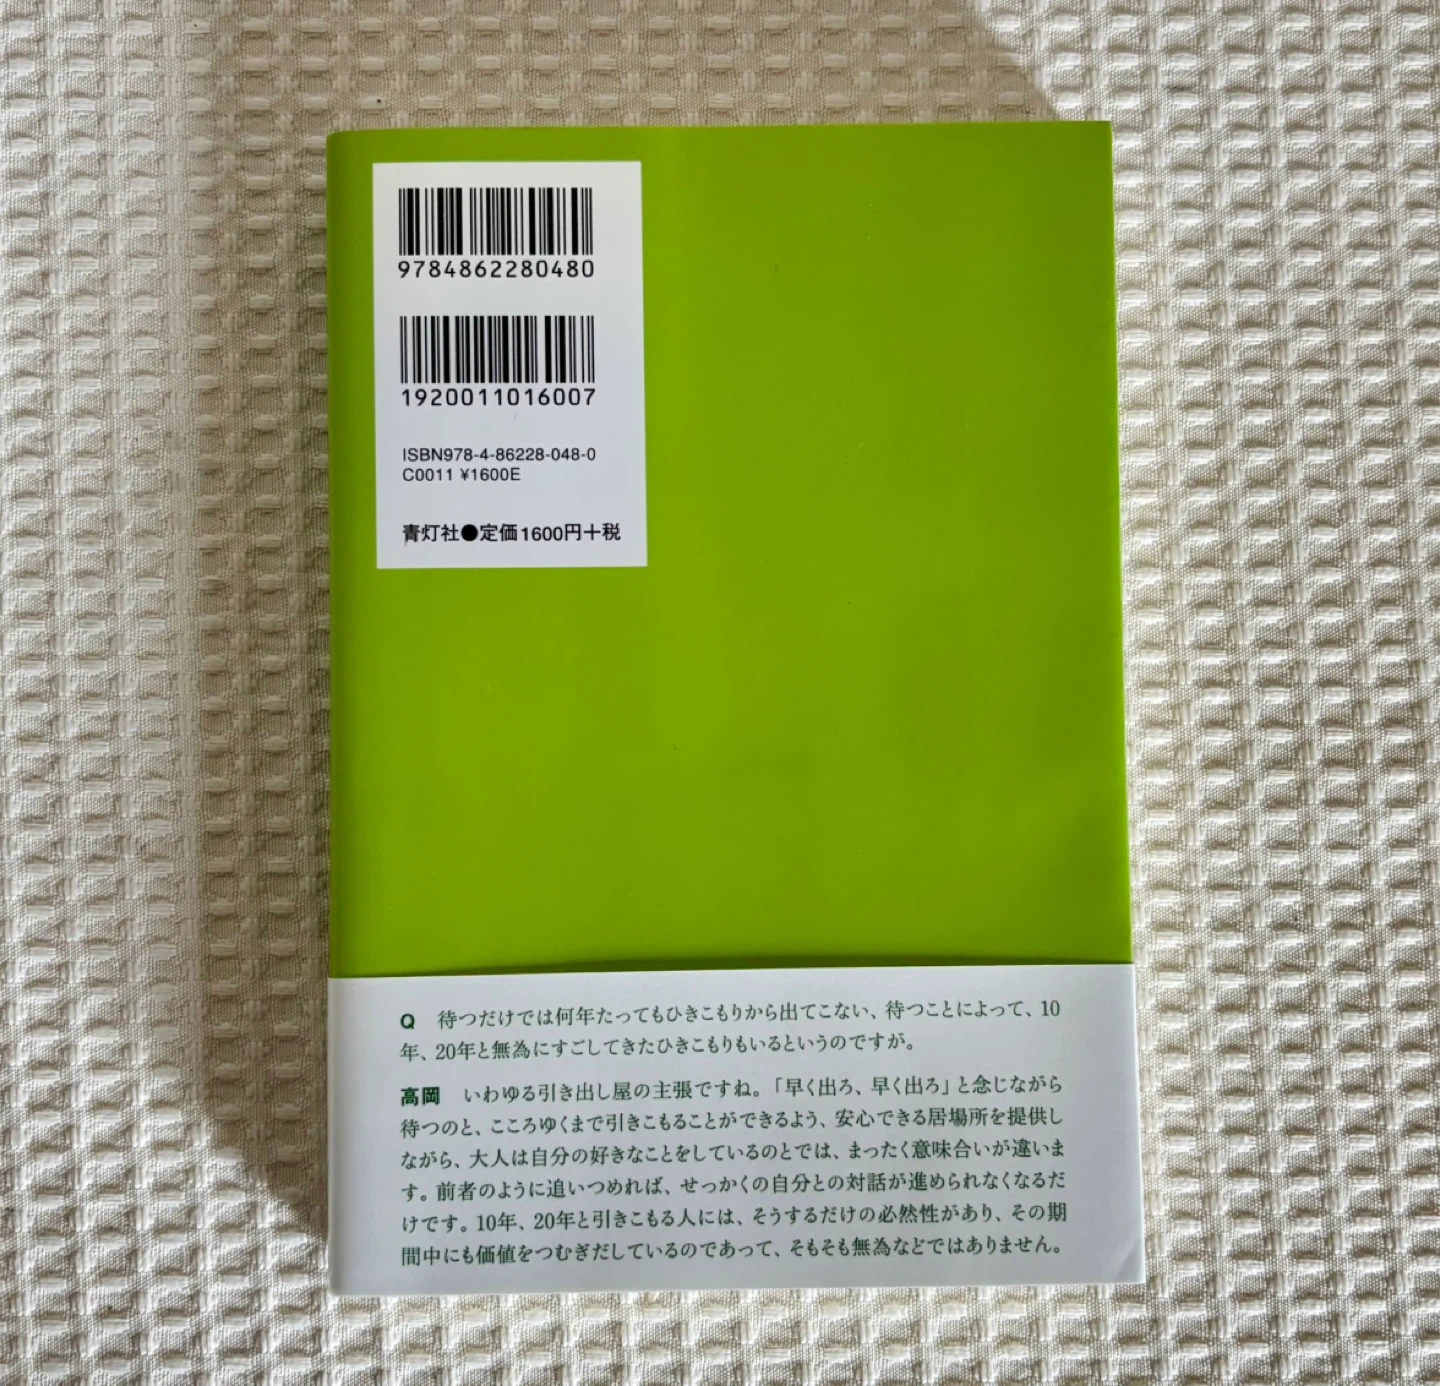 9784862280480
1920011016007
ISBN978-4-86228-048-0
C0011 ¥1600E
青灯社●定価1600円＋税
Q　待つだけでは何年たってもひきこもりから出てこない、待つことによって、10
年、20年と無為にすごしてきたひきこもりもいるというのですが。
高岡　いわゆる引き出し屋の主張ですね。「早く出ろ、早く出ろ」と念じながら
待つのと、こころゆくまで引きこもることができるよう、安心できる居場所を提供し
ながら、大人は自分の好きなことをしているのとでは、まったく意味合いが違いま
す。前者のように追いつめれば、せっかくの自分との対話が進められなくなるだ
けです。10年、20年と引きこもる人には、そうするだけの必然性があり、その期
間中にも価値をつむぎだしているのであって、そもそも無為などではありません。